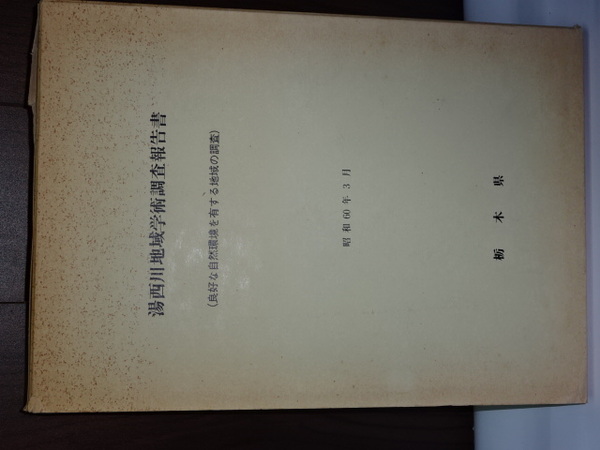 湯西川地域学術調査報告書
(良好な自然環境を有する地域の調査)
昭和60年3月
栃木県